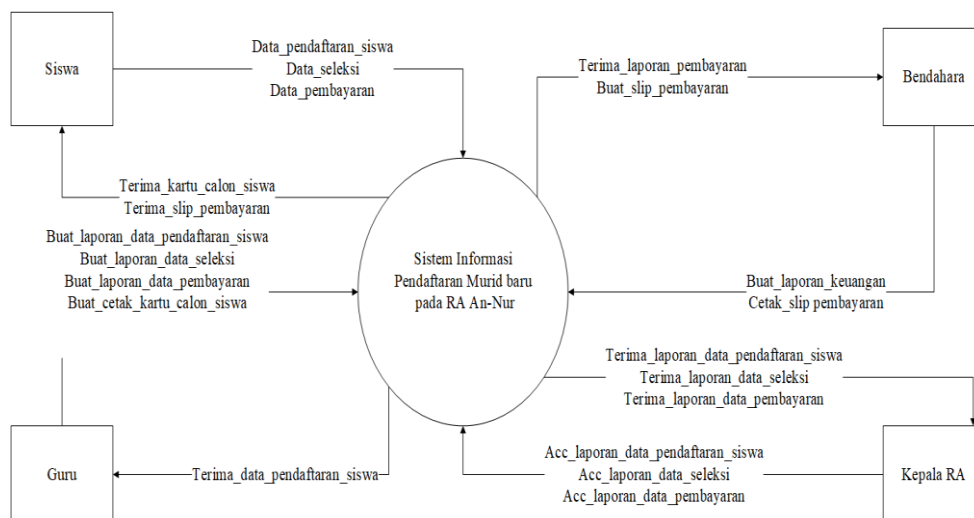 Siswa
Data_pendaftaran_siswa
Data_seleksi
Data_pembayaran
Terima_laporan_pembayaran
Buat_slip_pembayaran
Bendahara
Terima_kartu_calon_siswa
Terima_slip_pembayaran
Buat_laporan_data_pendaftaran_siswa
Buat_laporan_data_seleksi
Buat_laporan_data_pembayaran
Buat_cetak_kartu_calon_siswa
Sistem Informasi
Pendaftaran Murid baru
pada RA An-Nur
Buat_laporan_keuangan
Cetak_slip pembayaran
Terima_laporan_data_pendaftaran_siswa
Terima_laporan_data_seleksi
Terima_laporan_data_pembayaran
Guru
Terima_data_pendaftaran_siswa
Acc_laporan_data_pendaftaran_siswa
Acc_laporan_data_seleksi
Acc_laporan_data_pembayaran
Kepala RA